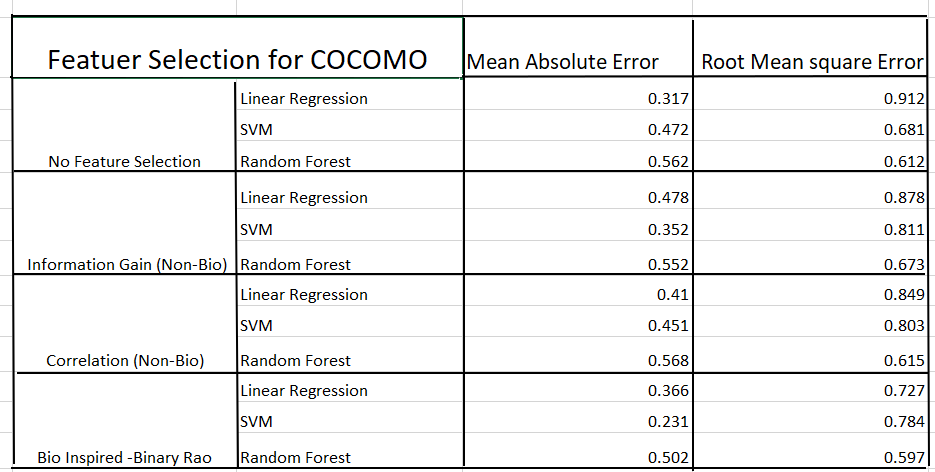 Featuer Selection for COCOMO Mean Absolute Error Root Mean square Error
Linear Regression 0.317 0.912
SVM 0.472 0.681
No Feature Selection Random Forest 0.562 0.612
Linear Regression 0.478 0.878
SVM 0.352 0.811
Information Gain (Non-Bio) Random Forest 0.552 0.673
Linear Regression 0.41 0.849
SVM 0.451 0.803
Correlation (Non-Bio) Random Forest 0.568 0.615
Linear Regression 0.366 0.727
SVM 0.231 0.784
Bio Inspired -Binary Rao Random Forest 0.502 0.597